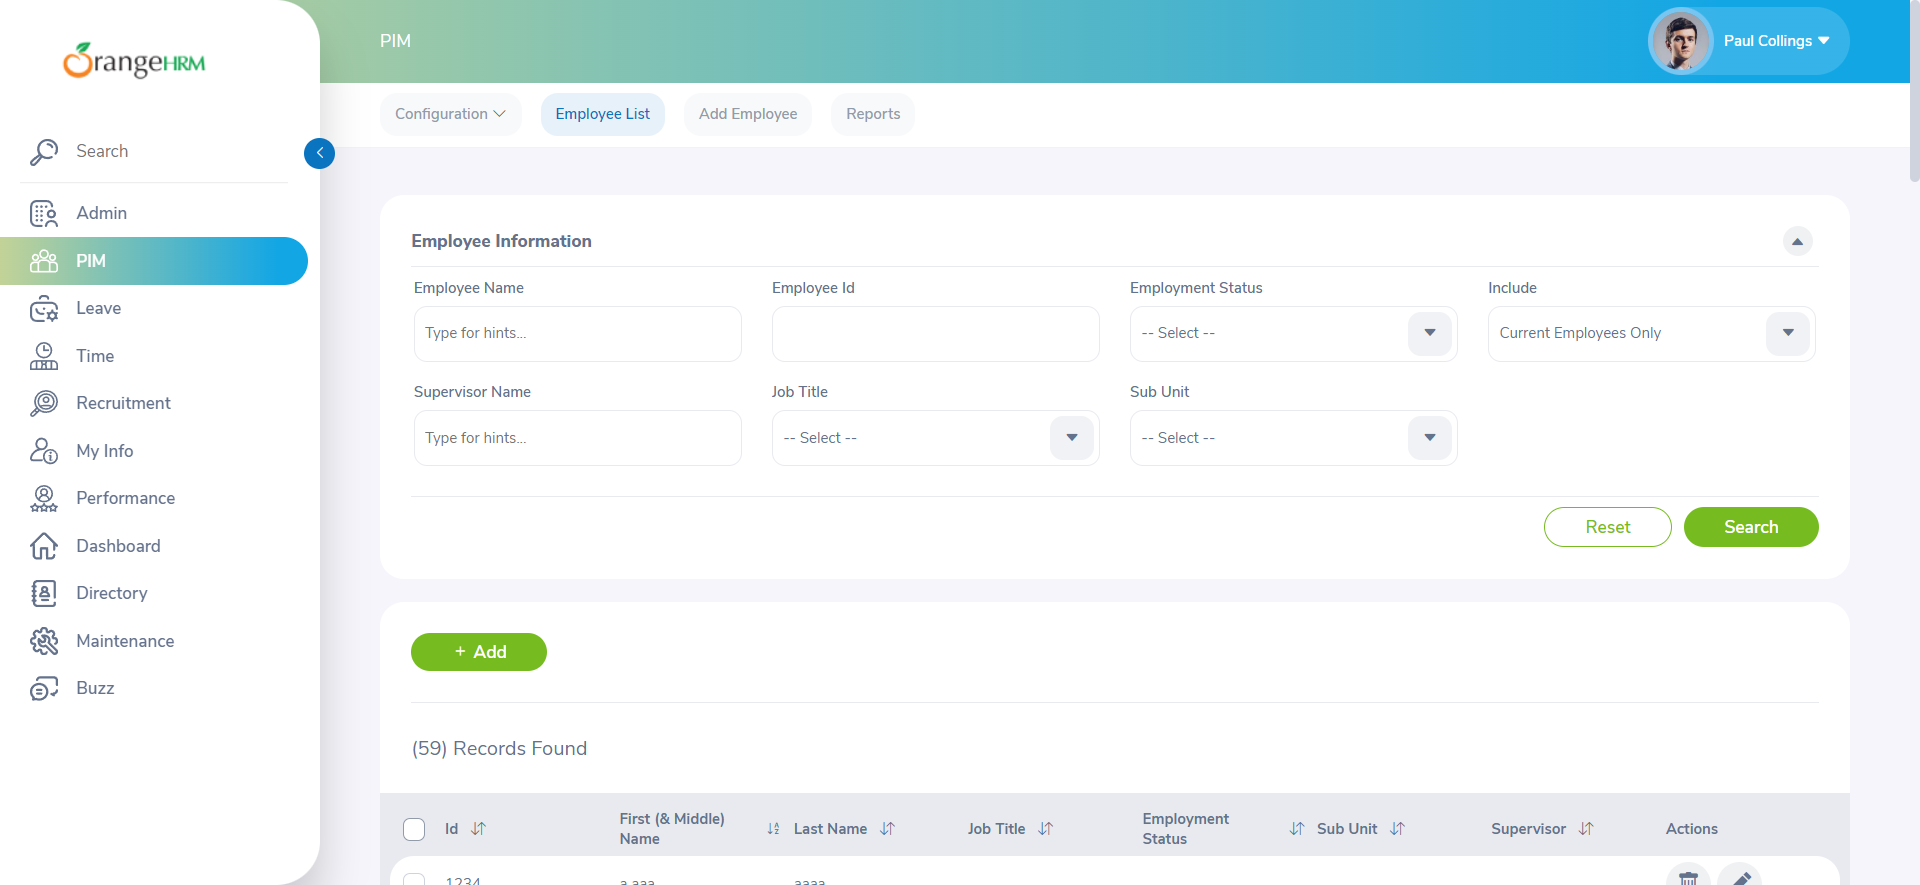 OrangeHRM
Search
Admin
PIM
Leave
Time
Recruitment
My Info
Performance
Dashboard
Directory
Maintenance
Buzz
PIM
Paul Collings
Configuration
Employee List
Add Employee
Reports
Employee Information
Employee Name
Employee Id
Employment Status
Include
Type for hints...
-- Select --
Current Employees Only
Supervisor Name
Job Title
Sub Unit
Type for hints...
-- Select --
-- Select --
Reset
Search
+ Add
(59) Records Found
Id
First (& Middle)
Name
Last Name
Job Title
Employment
Status
Sub Unit
Supervisor
Actions
1234
a aaa
aaaa